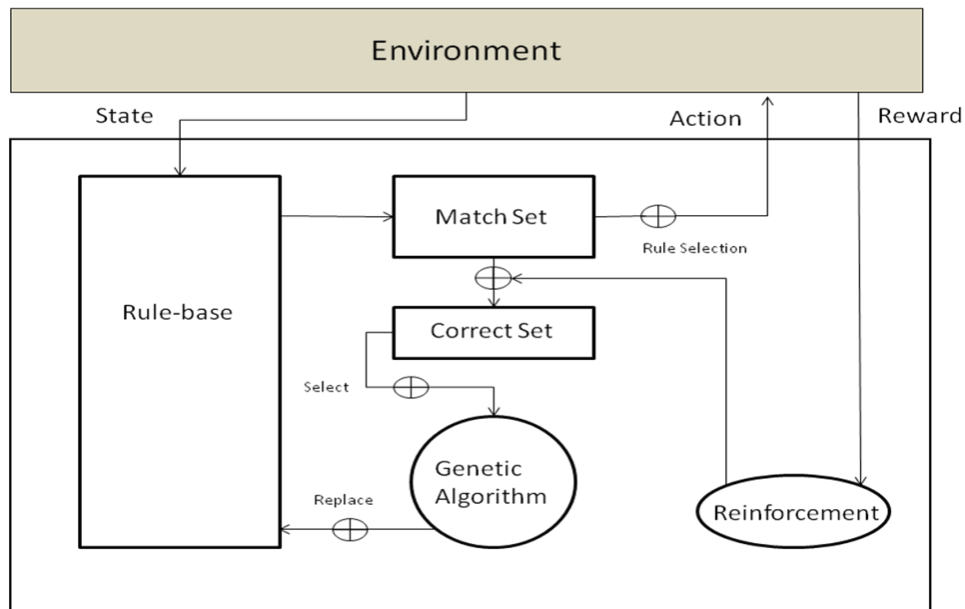 Environment
State
Action
Reward
Match Set
Rule Selection
Rule-base
Correct Set
Select
Genetic
Algorithm
Replace
Reinforcement